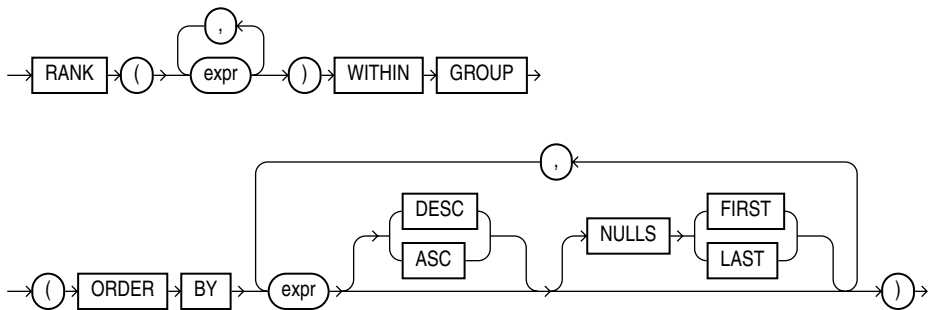 ,
RANK ( expr ) WITHIN GROUP
,
DESC FIRST
NULLS
ASC LAST
( ORDER BY expr )